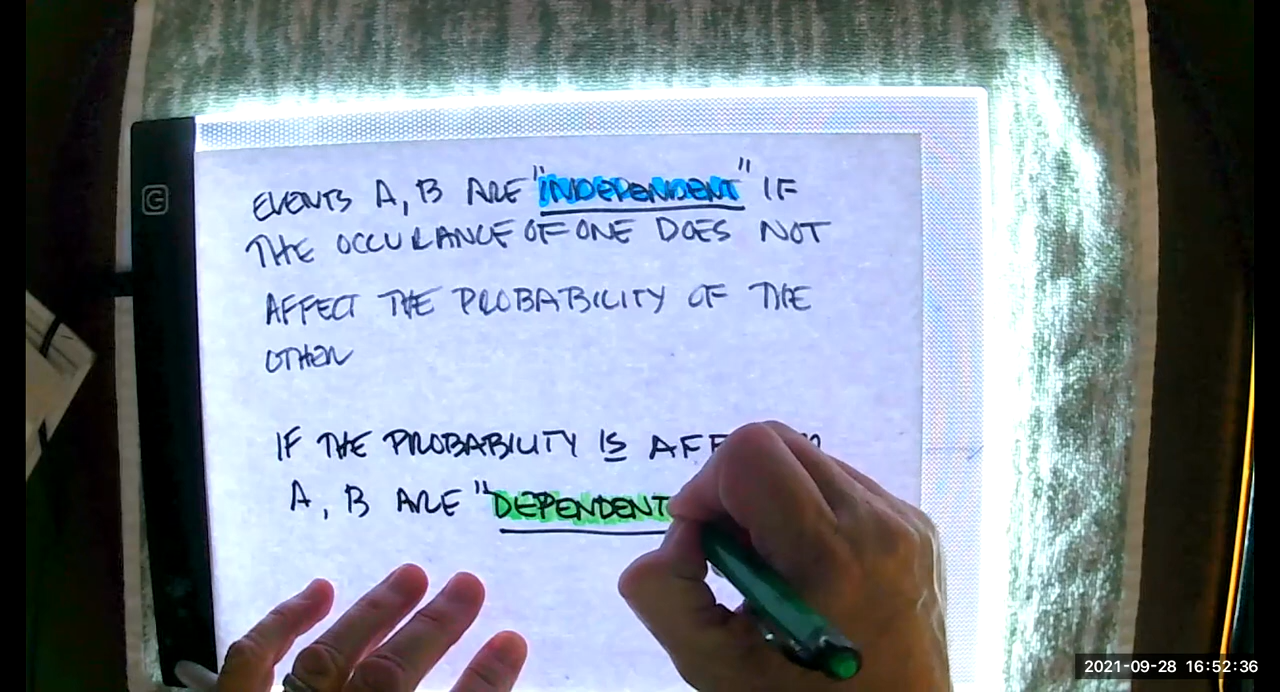 EVENTS A, B ARE "INDEPENDENT" IF
THE OCCURANCE OF ONE DOES NOT
AFFECT THE PROBABILITY OF THE
OTHER
IF THE PROBABILITY IS
A, B ARE "DEPENDENT
2021-09-28 16:52:36